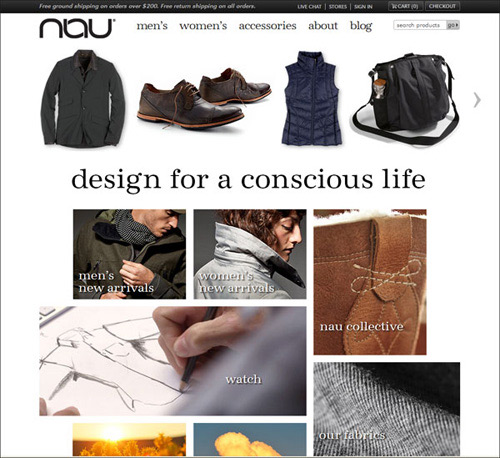 Free ground shipping on orders over $200. Free return shipping on all orders.
LIVE CHAT | STORES | SIGN IN
CART (0)
CHECKOUT
nau
men's women's accessories about blog
search products
go
design for a conscious life
men's
new arrivals
women's
new arrivals
nau collective
watch
our fabrics